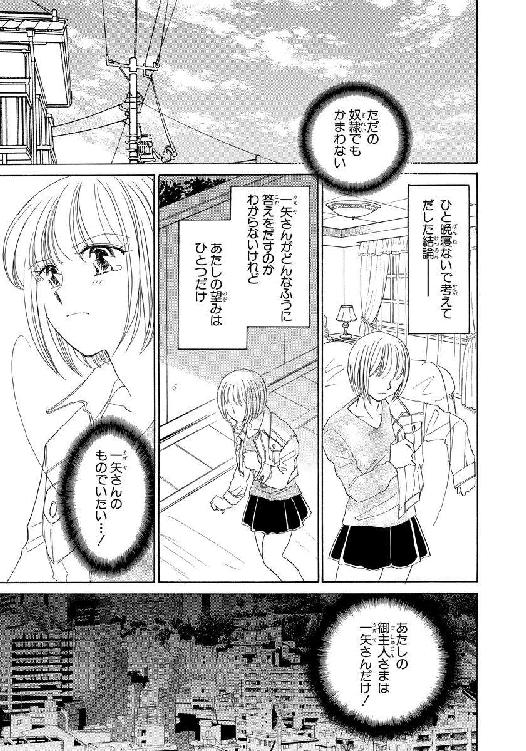 ただの
奴隷でも
かまわない
ひと晩寝ないで考えて
だした結論――
一矢さんがどんなふうに
答えをだすのか
わからないけれど
あたしの望みは
ひとつだけ
一矢さんの
ものでいたい…!
あたしの
御主人さまは
一矢さんだけ!